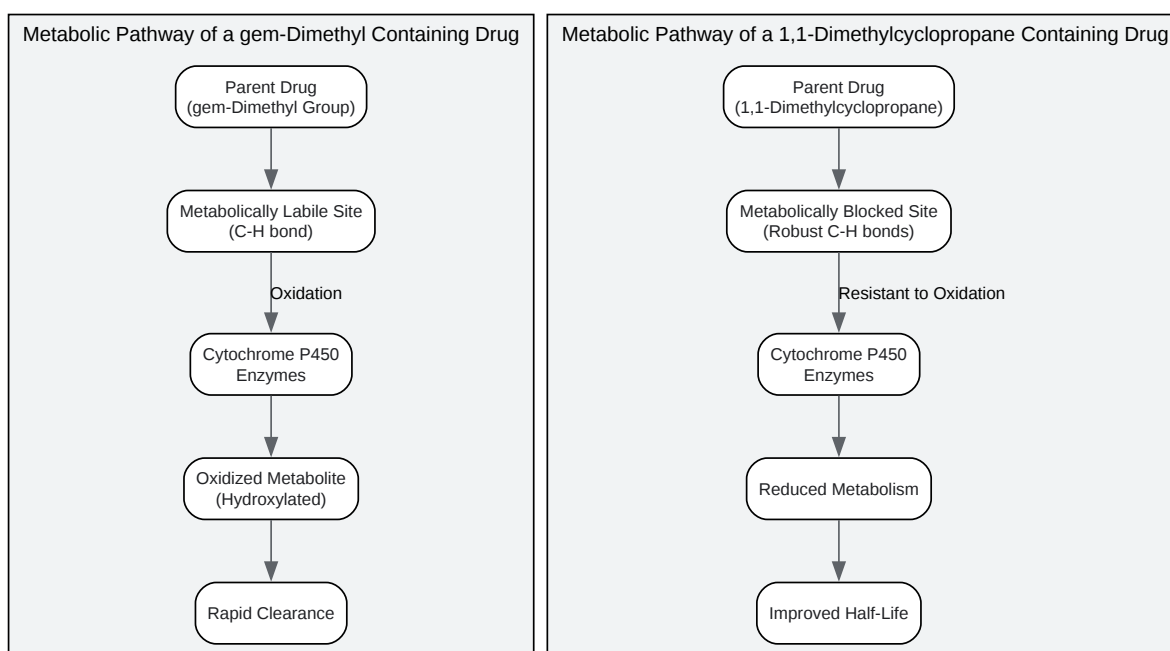 Metabolic Pathway of a gem-Dimethyl Containing Drug
Parent Drug
(gem-Dimethyl Group)
Metabolically Labile Site
(C-H bond)
Oxidation
Cytochrome P450
Enzymes
Oxidized Metabolite
(Hydroxylated)
Rapid Clearance
Metabolic Pathway of a 1,1-Dimethylcyclopropane Containing Drug
Parent Drug
(1,1-Dimethylcyclopropane)
Metabolically Blocked Site
(Robust C-H bonds)
Resistant to Oxidation
Cytochrome P450
Enzymes
Reduced Metabolism
Improved Half-Life